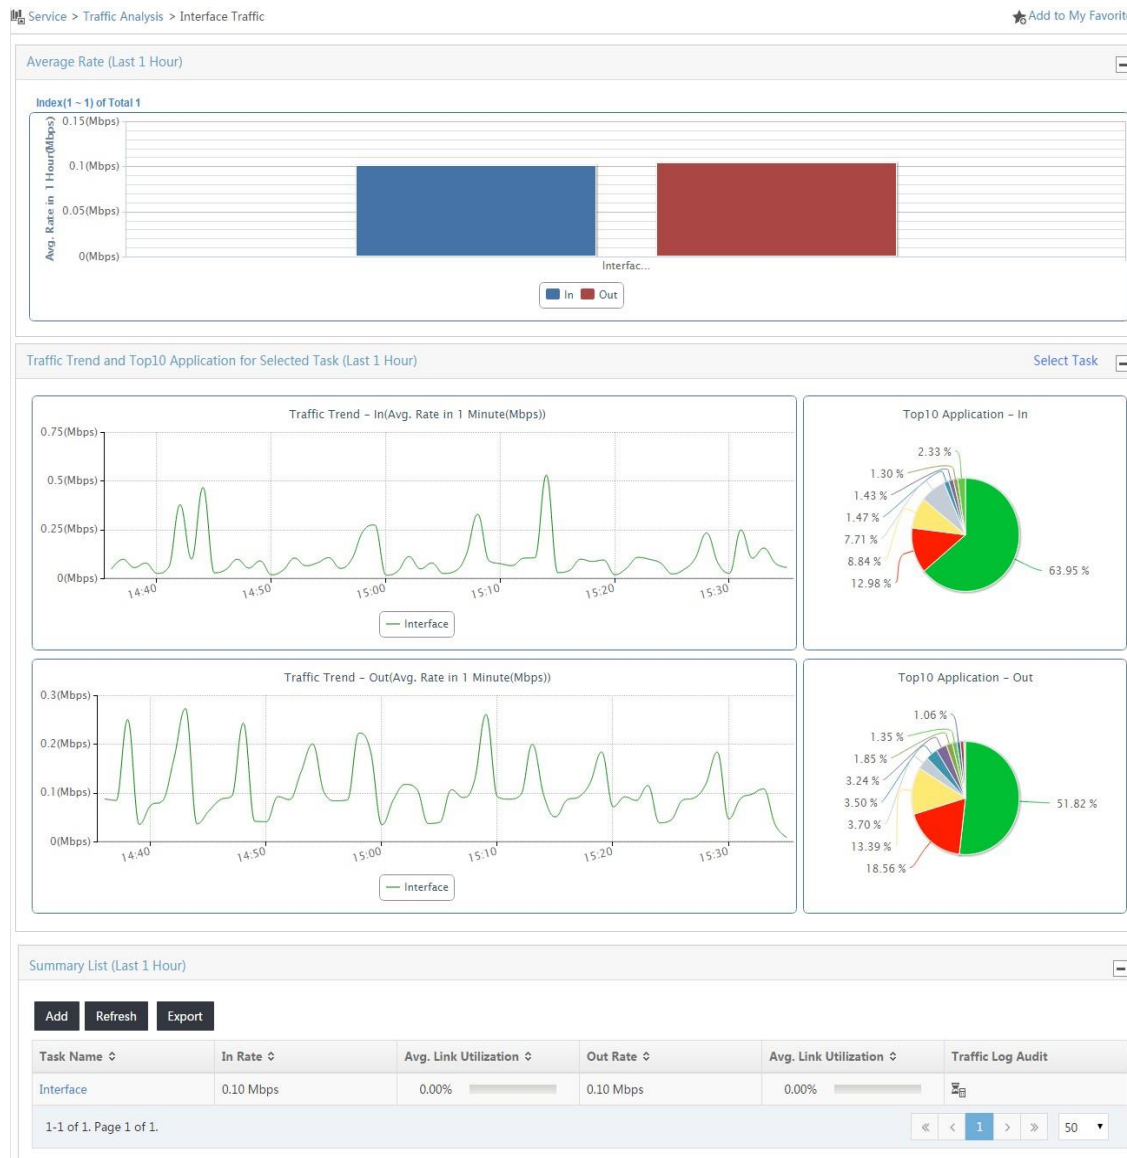 Service > Traffic Analysis > Interface Traffic
Add to My Favorit
Average Rate (Last 1 Hour)
Index(1 ~ 1) of Total 1
Avg. Rate in 1 Hour(Mbps)
0.15(Mbps)
0.1(Mbps)
0.05(Mbps)
0(Mbps)
Interfac...
In Out
Traffic Trend and Top10 Application for Selected Task (Last 1 Hour)
Select Task
Traffic Trend – In(Avg. Rate in 1 Minute(Mbps))
0.75(Mbps)
0.5(Mbps)
0.25(Mbps)
0(Mbps)
14:40 14:50 15:00 15:10 15:20 15:30
Interface
Top10 Application – In
2.33 %
1.30 %
1.43 %
1.47 %
7.71 %
8.84 %
12.98 %
63.95 %
Traffic Trend – Out(Avg. Rate in 1 Minute(Mbps))
0.3(Mbps)
0.2(Mbps)
0.1(Mbps)
0(Mbps)
14:40 14:50 15:00 15:10 15:20 15:30
Interface
Top10 Application – Out
1.06 %
1.35 %
1.85 %
3.24 %
3.50 %
3.70 %
13.39 %
18.56 %
51.82 %
Summary List (Last 1 Hour)
Add Refresh Export
Task Name In Rate Avg. Link Utilization Out Rate Avg. Link Utilization Traffic Log Audit
Interface 0.10 Mbps 0.00% 0.10 Mbps 0.00%
1-1 of 1. Page 1 of 1.
« < 1 > » 50